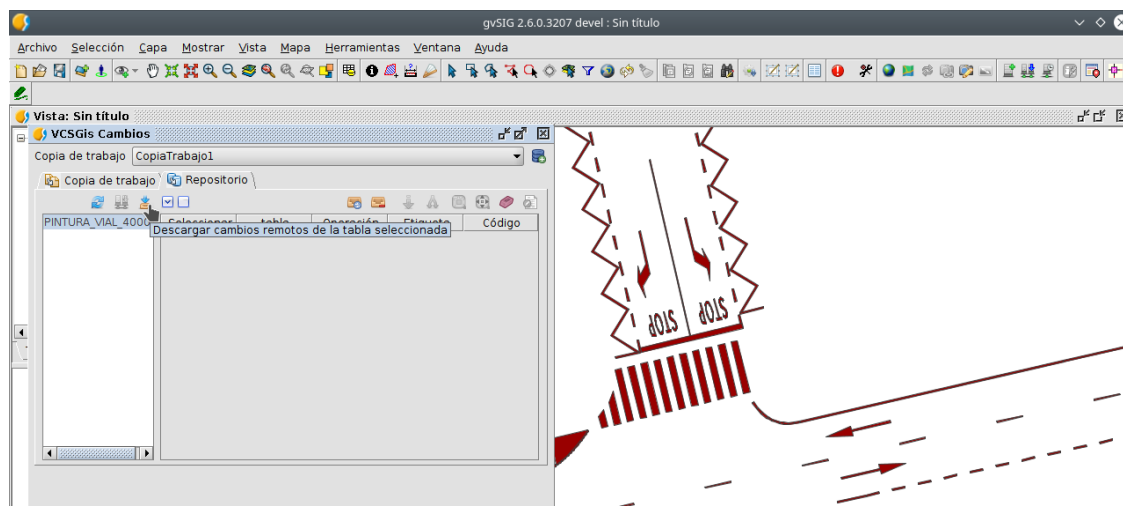 gvSIG 2.6.0.3207 devel : Sin título
Archivo Selección Capa Mostrar Vista Mapa Herramientas Ventana Ayuda
Vista: Sin título
VCSGis Cambios
Copia de trabajo CopiaTrabajo1
Copia de trabajo Repositorio
PINTURA_VIAL_4000 Seleccionar tabla Operación Etiqueta Código
Descargar cambios remotos de la tabla seleccionada
STOP STOP